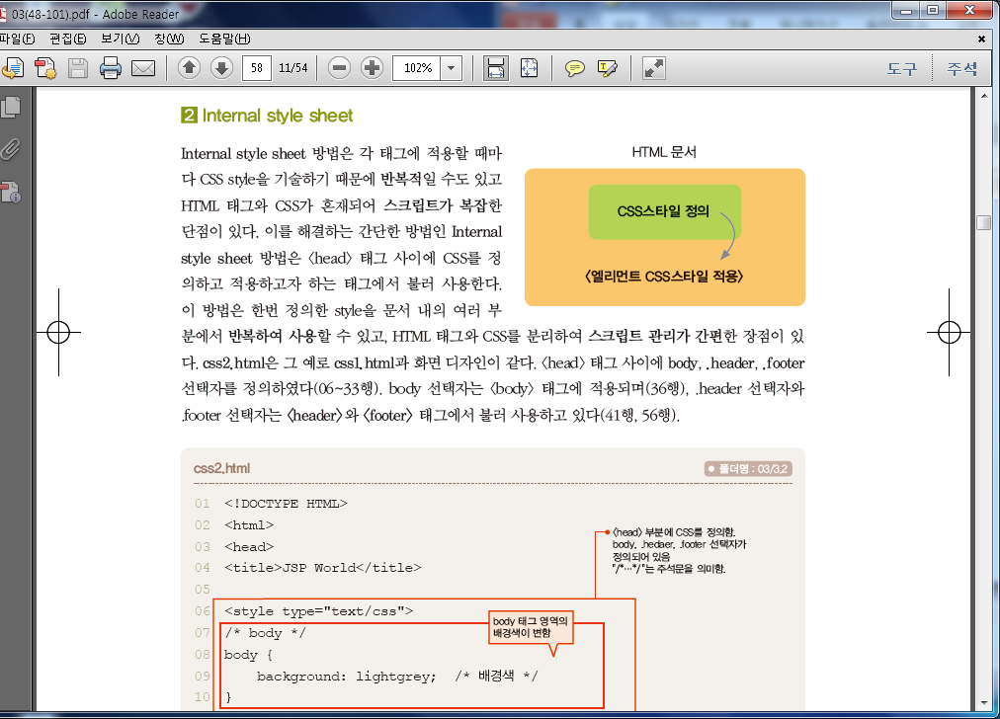 03(48-101).pdf - Adobe Reader
파일(F) 편집(E) 보기(V) 창(W) 도움말(H)
58 11/54 102% 도구 주석
2 Internal style sheet
Internal style sheet 방법은 각 태그에 적용할 때마
다 CSS style을 기술하기 때문에 반복적일 수도 있고
HTML 태그와 CSS가 혼재되어 스크립트가 복잡한
단점이 있다. 이를 해결하는 간단한 방법인 Internal
style sheet 방법은 〈head〉 태그 사이에 CSS를 정
의하고 적용하고자 하는 태그에서 불러 사용한다.
이 방법은 한번 정의한 style을 문서 내의 여러 부
HTML 문서
CSS스타일 정의
〈엘리먼트 CSS스타일 적용〉
분에서 반복하여 사용할 수 있고, HTML 태그와 CSS를 분리하여 스크립트 관리가 간편한 장점이 있
다. css2.html은 그 예로 css1.html과 화면 디자인이 같다. 〈head〉 태그 사이에 body, .header, .footer
선택자를 정의하였다(06~33행). body 선택자는 〈body〉 태그에 적용되며(36행), .header 선택자와
.footer 선택자는 〈header〉와 〈footer〉 태그에서 불러 사용하고 있다(41행, 56행).
css2.html
폴더명 : 03/3.2
01 <!DOCTYPE HTML>
02 <html>
03 <head>
04 <title>JSP World</title>
05
〈head〉 부분에 CSS를 정의함.
body, .hedaer, .footer 선택자가
정의되어 있음
"/*…*/"는 주석문을 의미함.
06 <style type="text/css">
07 /* body */
08 body {
09 background: lightgrey; /* 배경색 */
10 }
body 태그 영역의
배경색이 변함